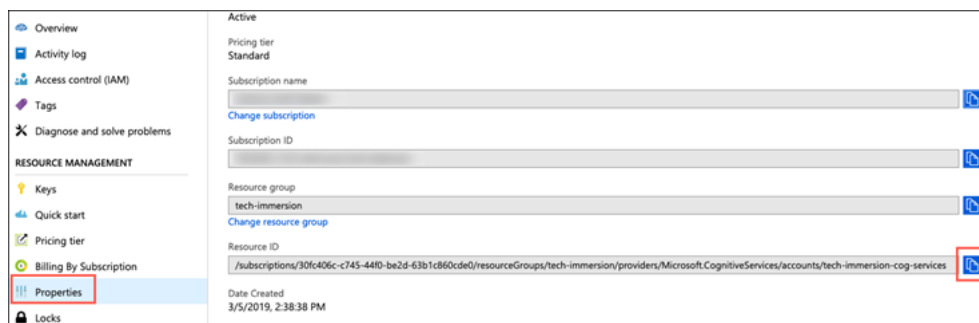 Overview
Activity log
Access control (IAM)
Tags
Diagnose and solve problems
RESOURCE MANAGEMENT
Keys
Quick start
Pricing tier
Billing By Subscription
Properties
Locks
Active
Pricing tier
Standard
Subscription name
Change subscription
Subscription ID
Resource group
tech-immersion
Change resource group
Resource ID
/subscriptions/30fc406c-c745-44f0-be2d-63b1c860cde0/resourceGroups/tech-immersion/providers/Microsoft.CognitiveServices/accounts/tech-immersion-cog-services
Date Created
3/5/2019, 2:38:38 PM